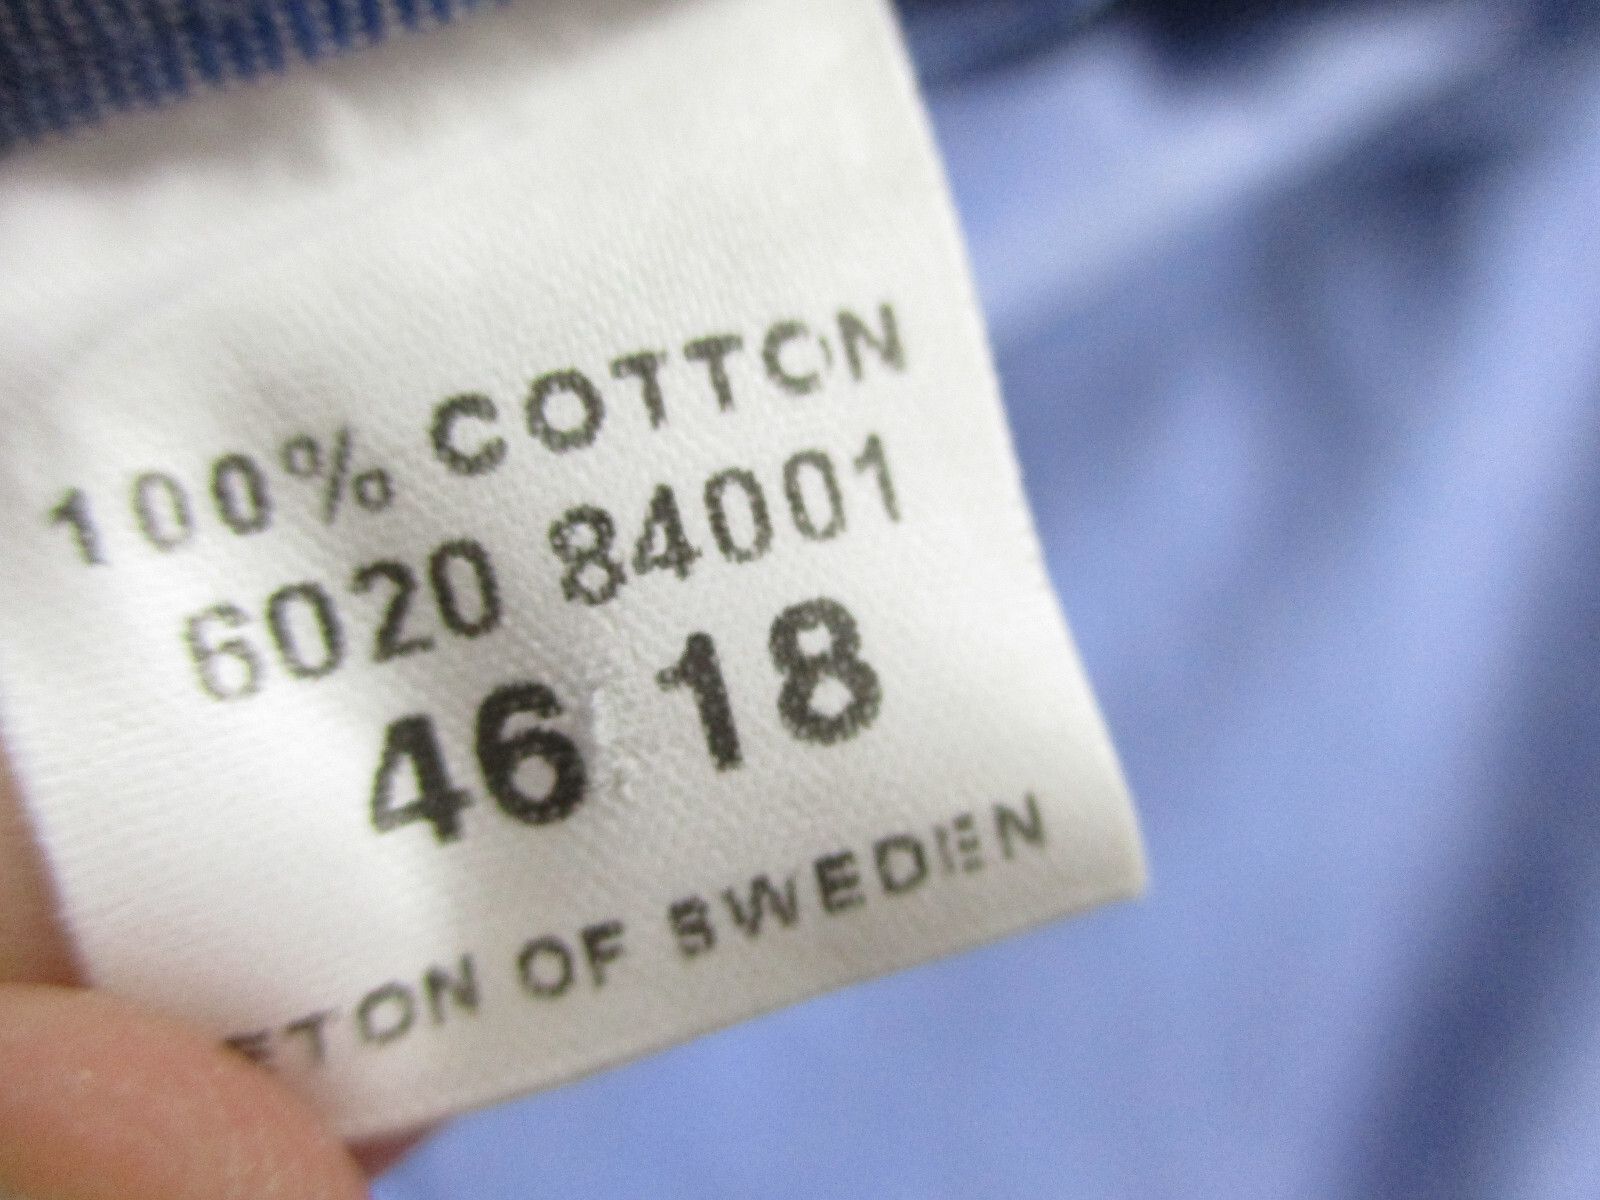 100% COTTON
6020 84001
46 18
ETON OF SWEDEN